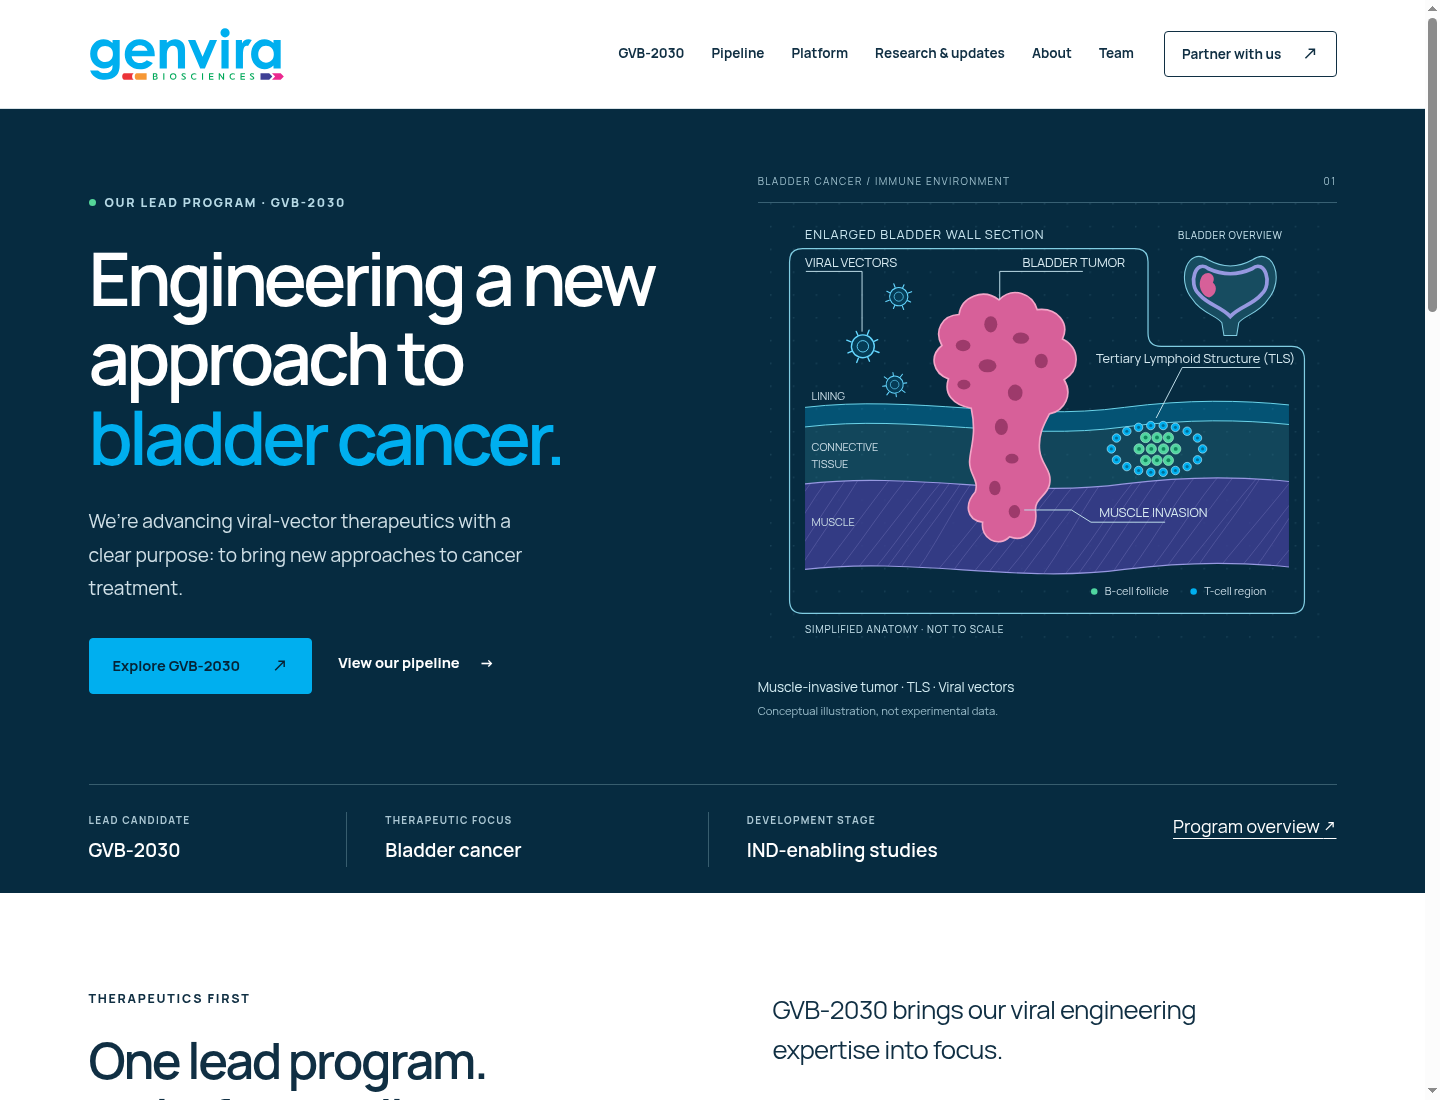 genvira
BIOSCIENCES
GVB-2030
Pipeline
Platform
Research & updates
About
Team
Partner with us ↗
OUR LEAD PROGRAM · GVB-2030
Engineering a new
approach to
bladder cancer.
We're advancing viral-vector therapeutics with a
clear purpose: to bring new approaches to cancer
treatment.
Explore GVB-2030 ↗
View our pipeline →
BLADDER CANCER / IMMUNE ENVIRONMENT
01
ENLARGED BLADDER WALL SECTION
BLADDER OVERVIEW
VIRAL VECTORS
BLADDER TUMOR
Tertiary Lymphoid Structure (TLS)
LINING
CONNECTIVE
TISSUE
MUSCLE
MUSCLE INVASION
B-cell follicle
T-cell region
SIMPLIFIED ANATOMY · NOT TO SCALE
Muscle-invasive tumor · TLS · Viral vectors
Conceptual illustration, not experimental data.
LEAD CANDIDATE
GVB-2030
THERAPEUTIC FOCUS
Bladder cancer
DEVELOPMENT STAGE
IND-enabling studies
Program overview ↗
THERAPEUTICS FIRST
One lead program.
GVB-2030 brings our viral engineering
expertise into focus.